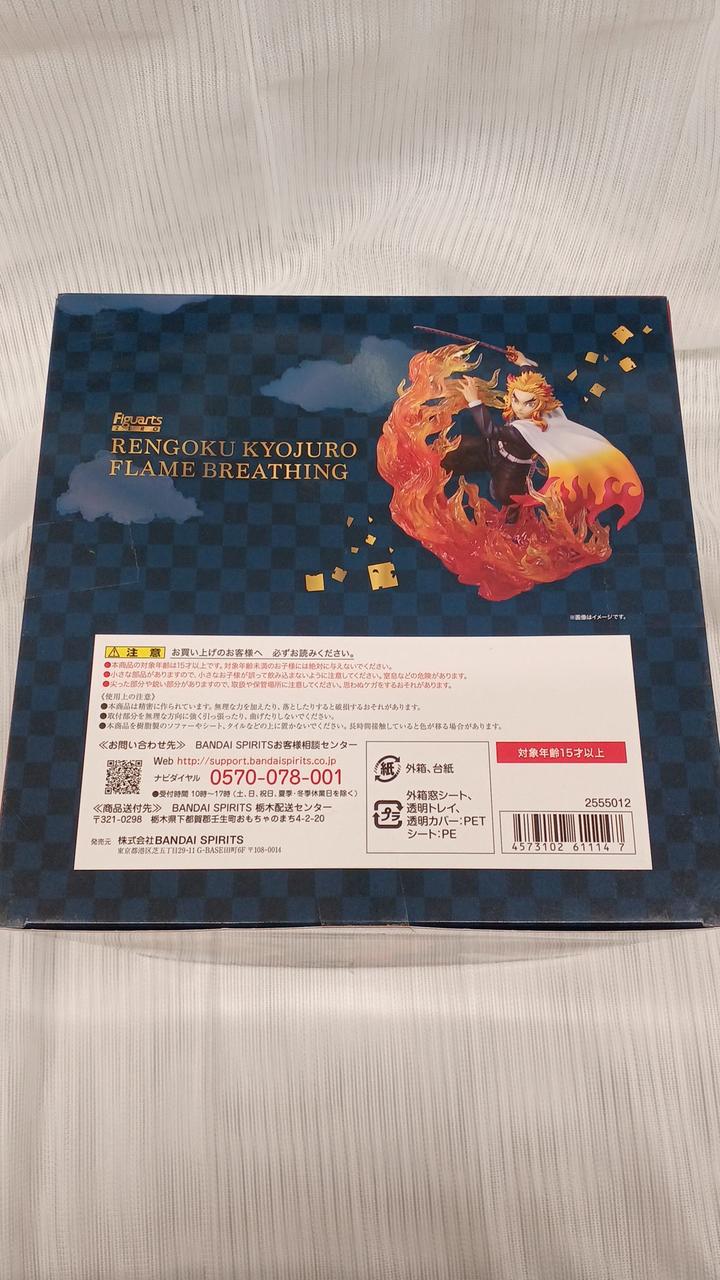 Figuarts
ZERO
RENGOKU KYOJURO
FLAME BREATHING
※画像はイメージです。
注意 お買い上げのお客様へ 必ずお読みください。
●本商品の対象年齢は15才以上です。対象年齢未満のお子様には絶対に与えないでください。
●小さな部品がありますので、小さなお子様が誤って飲み込まないように注意してください。窒息などの危険があります。
●尖った部分や鋭い部分がありますので、取扱や保管場所に注意してください。思わぬケガをするおそれがあります。
《使用上の注意》
●本商品は精密に作られています。無理な力を加えたり、落としたりすると破損するおそれがあります。
●取付部分を無理な方向に強く引っ張ったり、曲げたりしないでください。
●本商品を樹脂製のソファーやシート、タイルなどの上に置かないでください。長時間接触していると色が移る場合があります。
≪お問い合わせ先≫ BANDAI SPIRITSお客様相談センター
Web http://support.bandaispirits.co.jp
ナビダイヤル 0570-078-001
●受付時間 10時〜17時(土、日、祝日、夏季・冬季休業日を除く)
≪商品送付先≫ BANDAI SPIRITS 栃木配送センター
〒321-0298 栃木県下都賀郡壬生町おもちゃのまち4-2-20
発売元 株式会社BANDAI SPIRITS
東京都港区芝五丁目29-11 G-BASE田町6F 〒108-0014
紙 外箱、台紙
プラ 外箱窓シート、
透明トレイ、
透明カバー:PET
シート:PE
対象年齢15才以上
2555012
4573102 61114 7